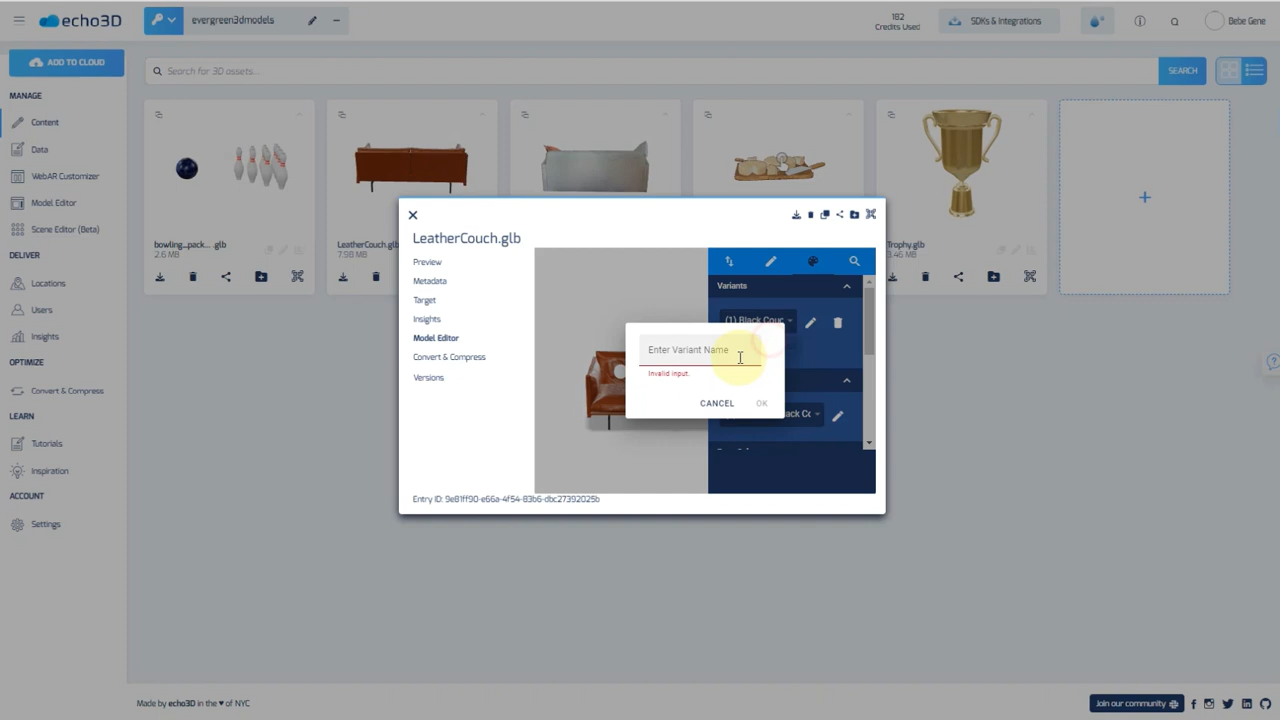 echo3D
evergreen3dmodels
182
Credits Used
SDKs & Integrations
Bebe Gene
ADD TO CLOUD
Search for 3D assets...
SEARCH
MANAGE
Content
Data
WebAR Customizer
Model Editor
Scene Editor (Beta)
DELIVER
Locations
Users
Insights
OPTIMIZE
Convert & Compress
LEARN
Tutorials
Inspiration
ACCOUNT
Settings
bowling_pack... .glb
2.6 MB
LeatherCouch.glb
7.98 MB
Trophy.glb
3.46 MB
LeatherCouch.glb
Preview
Metadata
Target
Insights
Model Editor
Convert & Compress
Versions
Variants
(1) Black Couc
Enter Variant Name
Invalid input.
CANCEL
OK
Entry ID: 9e81ff90-e66a-4f54-83b6-dbc27392025b
Made by echo3D in the ♥ of NYC
Join our community